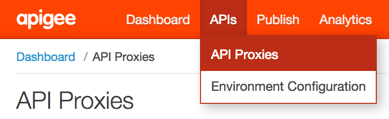 apigee Dashboard APIs Publish Analytics
API Proxies
Dashboard / API Proxies
Environment Configuration
API Proxies